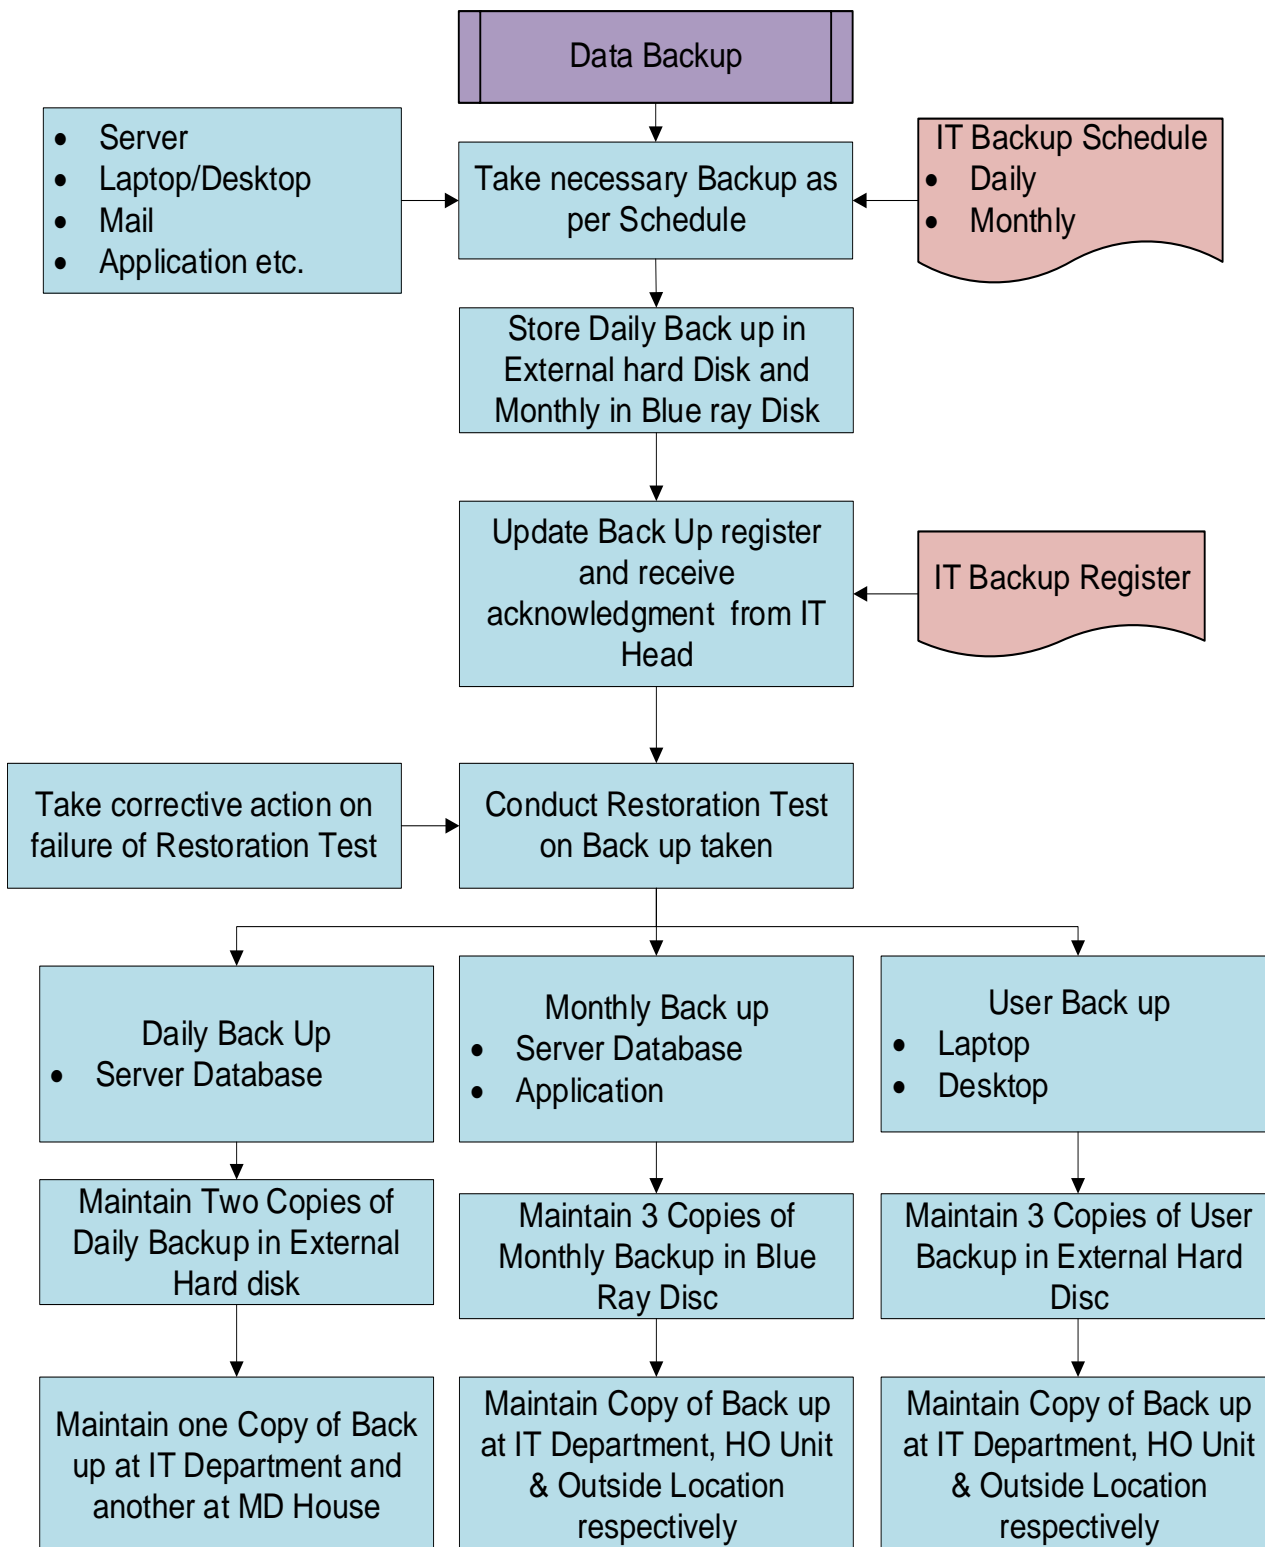 Data Backup
• Server
• Laptop/Desktop
• Mail
• Application etc.
Take necessary Backup as
per Schedule
IT Backup Schedule
• Daily
• Monthly
Store Daily Back up in
External hard Disk and
Monthly in Blue ray Disk
Update Back Up register
and receive
acknowledgment from IT
Head
IT Backup Register
Take corrective action on
failure of Restoration Test
Conduct Restoration Test
on Back up taken
Daily Back Up
• Server Database
Monthly Back up
• Server Database
• Application
User Back up
• Laptop
• Desktop
Maintain Two Copies of
Daily Backup in External
Hard disk
Maintain 3 Copies of
Monthly Backup in Blue
Ray Disc
Maintain 3 Copies of User
Backup in External Hard
Disc
Maintain one Copy of Back
up at IT Department and
another at MD House
Maintain Copy of Back up
at IT Department, HO Unit
& Outside Location
respectively
Maintain Copy of Back up
at IT Department, HO Unit
& Outside Location
respectively